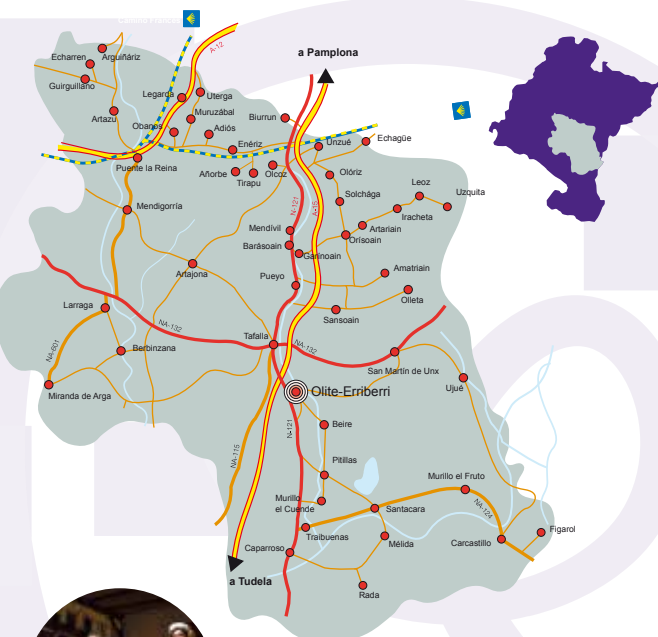 Camino Francés
A-12
a Pamplona
Echarren
Arguiñáriz
Guirguillano
Legarda
Uterga
Artazu
Muruzábal
Obanos
Adiós
Biurrun
Enériz
Unzué
Echagüe
Puente la Reina
Añorbe
Tirapu
Olcoz
Olóriz
Solchága
Leoz
Uzquita
Mendigorría
N-121
A-15
Iracheta
Mendívil
Artariain
Orisoain
Barásoain
Garinoain
Artajona
Pueyo
Amatriain
Olleta
Larraga
Sansoain
NA-132
Tafalla
NA-132
NA-601
Berbinzana
San Martín de Unx
Ujué
Miranda de Arga
Olite-Erriberri
N-121
Beire
NA-115
Pitillas
Murillo el Fruto
Murillo
el Cuende
Santacara
NA-124
Traibuenas
Figarol
Caparroso
Mélida
Carcastillo
a Tudela
Rada